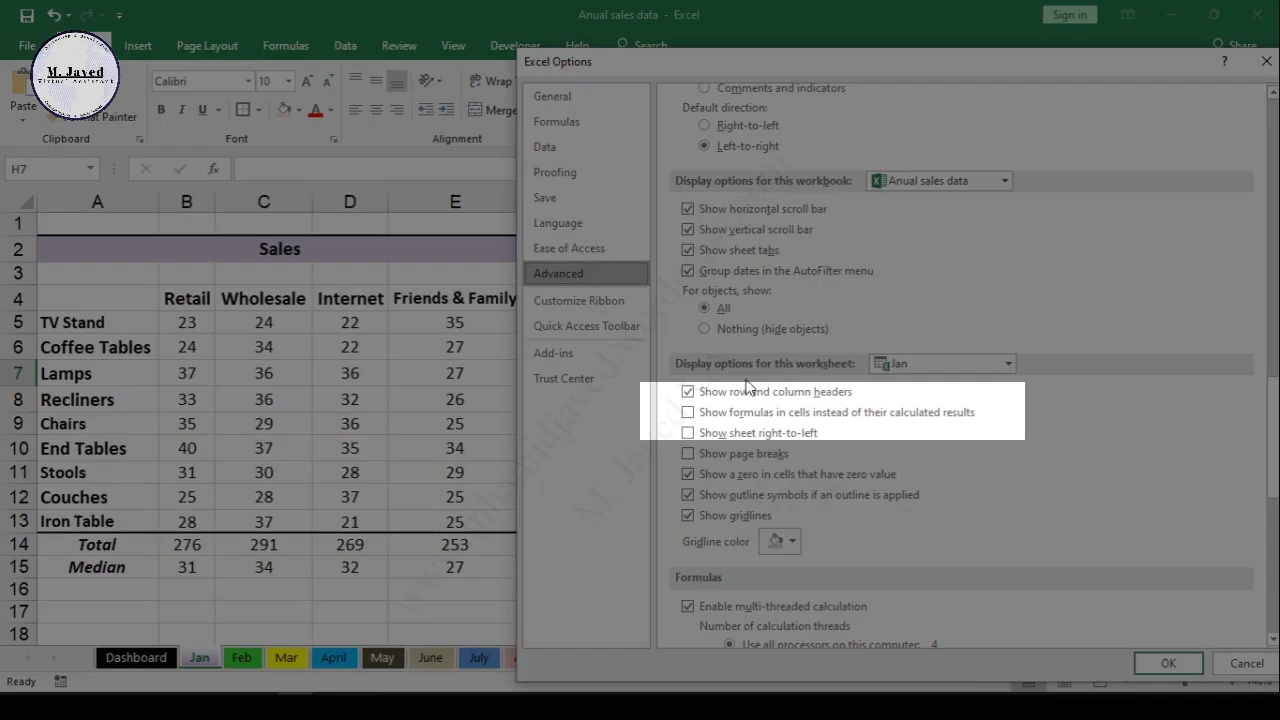 Anual sales data - Excel
Sign in
File Insert Page Layout Formulas Data Review View Developer Help Search Share
M. Javed
Virtual Assistant
Calibri 10 Wrap
Paste B I U Merge
Painter
Clipboard Font Alignment
H7 fx
A B C D E
1
2 Sales
3
4 Retail Wholesale Internet Friends & Family
5 TV Stand 23 24 22 35
6 Coffee Tables 24 34 22 27
7 Lamps 37 36 36 27
8 Recliners 33 36 32 26
9 Chairs 35 29 36 25
10 End Tables 40 37 35 34
11 Stools 31 30 28 29
12 Couches 25 28 37 25
13 Iron Table 28 37 21 25
14 Total 276 291 269 253
15 Median 31 34 32 27
16
17
18
Dashboard Jan Feb Mar April May June July
Ready
Excel Options ?
General
Formulas
Data
Proofing
Save
Language
Ease of Access
Advanced
Customize Ribbon
Quick Access Toolbar
Add-ins
Trust Center
Comments and indicators
Default direction:
Right-to-left
Left-to-right
Display options for this workbook: Anual sales data
Show horizontal scroll bar
Show vertical scroll bar
Show sheet tabs
Group dates in the AutoFilter menu
For objects, show:
All
Nothing (hide objects)
Display options for this worksheet: Jan
Show row and column headers
Show formulas in cells instead of their calculated results
Show sheet right-to-left
Show page breaks
Show a zero in cells that have zero value
Show outline symbols if an outline is applied
Show gridlines
Gridline color
Formulas
Enable multi-threaded calculation
Number of calculation threads
Use all processors on this computer: 4
OK Cancel